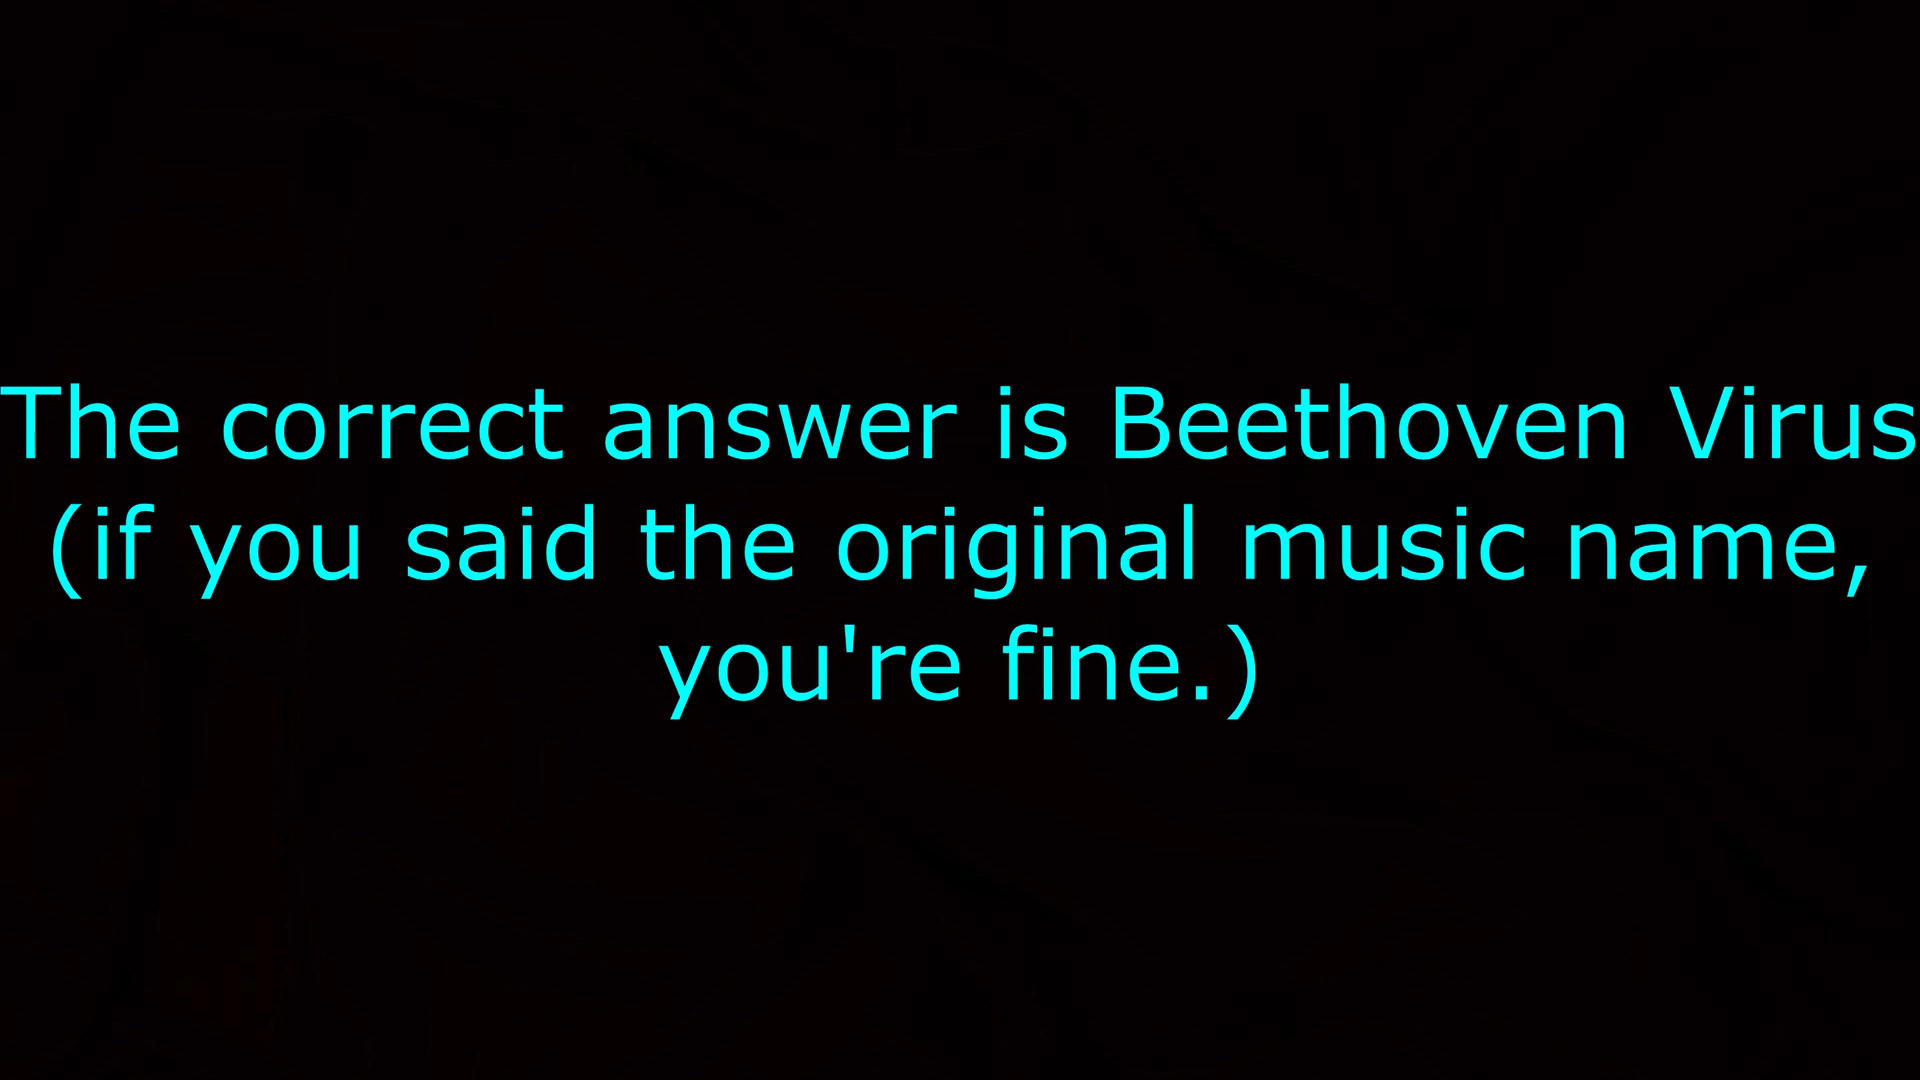 The correct answer is Beethoven Virus
(if you said the original music name,
you're fine.)